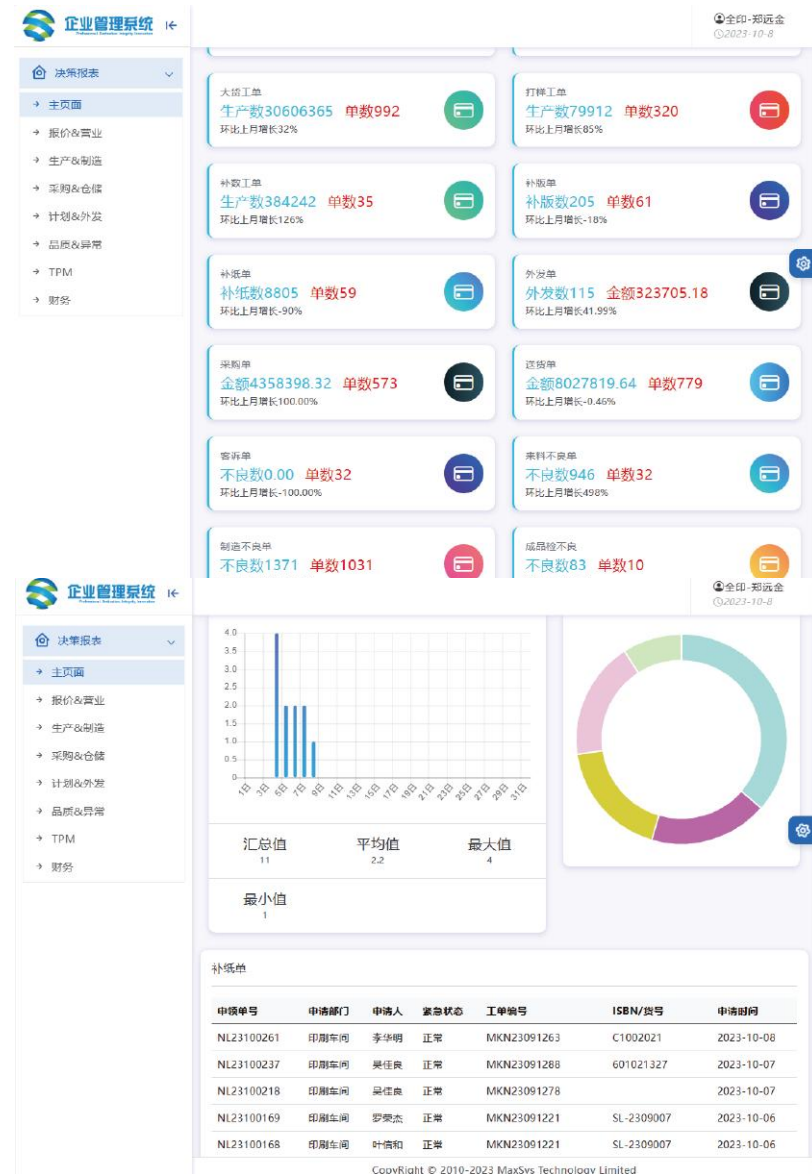 企业管理系统
全印-郑远金
2023-10-8
决策报表
主页面
报价&营业
生产&制造
采购&仓储
计划&外发
品质&异常
TPM
财务
大货工单
生产数30606365 单数992
环比上月增长32%
打样工单
生产数79912 单数320
环比上月增长85%
补数工单
生产数384242 单数35
环比上月增长126%
补版单
补版数205 单数61
环比上月增长-18%
补纸单
补纸数8805 单数59
环比上月增长-90%
外发单
外发数115 金额323705.18
环比上月增长41.99%
采购单
金额4358398.32 单数573
环比上月增长100.00%
送货单
金额8027819.64 单数779
环比上月增长-0.46%
客诉单
不良数0.00 单数32
环比上月增长-100.00%
来料不良单
不良数946 单数32
环比上月增长498%
制造不良单
不良数1371 单数1031
成品检不良
不良数83 单数10
企业管理系统
全印-郑远金
2023-10-8
决策报表
主页面
报价&营业
生产&制造
采购&仓储
计划&外发
品质&异常
TPM
财务
4.0
3.5
3.0
2.5
2.0
1.5
1.0
0.5
0
1日 3日 6日 7日 9日 11日 13日 15日 17日 19日 21日 23日 25日 27日 29日 31日
汇总值 平均值 最大值
11 2.2 4
最小值
1
补纸单
申领单号 申请部门 申请人 紧急状态 工单编号 ISBN/货号 申请时间
NL23100261 印刷车间 李华明 正常 MKN23091263 C1002021 2023-10-08
NL23100237 印刷车间 吴佳良 正常 MKN23091288 601021327 2023-10-07
NL23100218 印刷车间 吴佳良 正常 MKN23091278 2023-10-07
NL23100169 印刷车间 罗荣杰 正常 MKN23091221 SL-2309007 2023-10-06
NL23100168 印刷车间 叶信和 正常 MKN23091221 SL-2309007 2023-10-06
CopyRight © 2010-2023 MaxSys Technology Limited